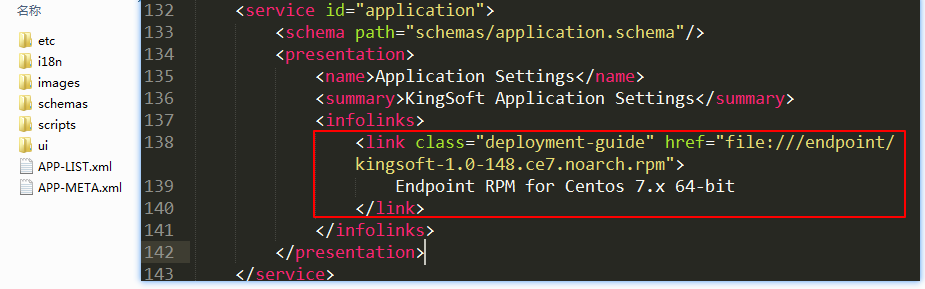 名称
etc
i18n
images
schemas
scripts
ui
APP-LIST.xml
APP-META.xml
132 <service id="application">
133 <schema path="schemas/application.schema"/>
134 <presentation>
135 <name>Application Settings</name>
136 <summary>KingSoft Application Settings</summary>
137 <infolinks>
138 <link class="deployment-guide" href="file:///endpoint/
kingsoft-1.0-148.ce7.noarch.rpm">
139 Endpoint RPM for Centos 7.x 64-bit
140 </link>
141 </infolinks>
142 </presentation>
143 </service>